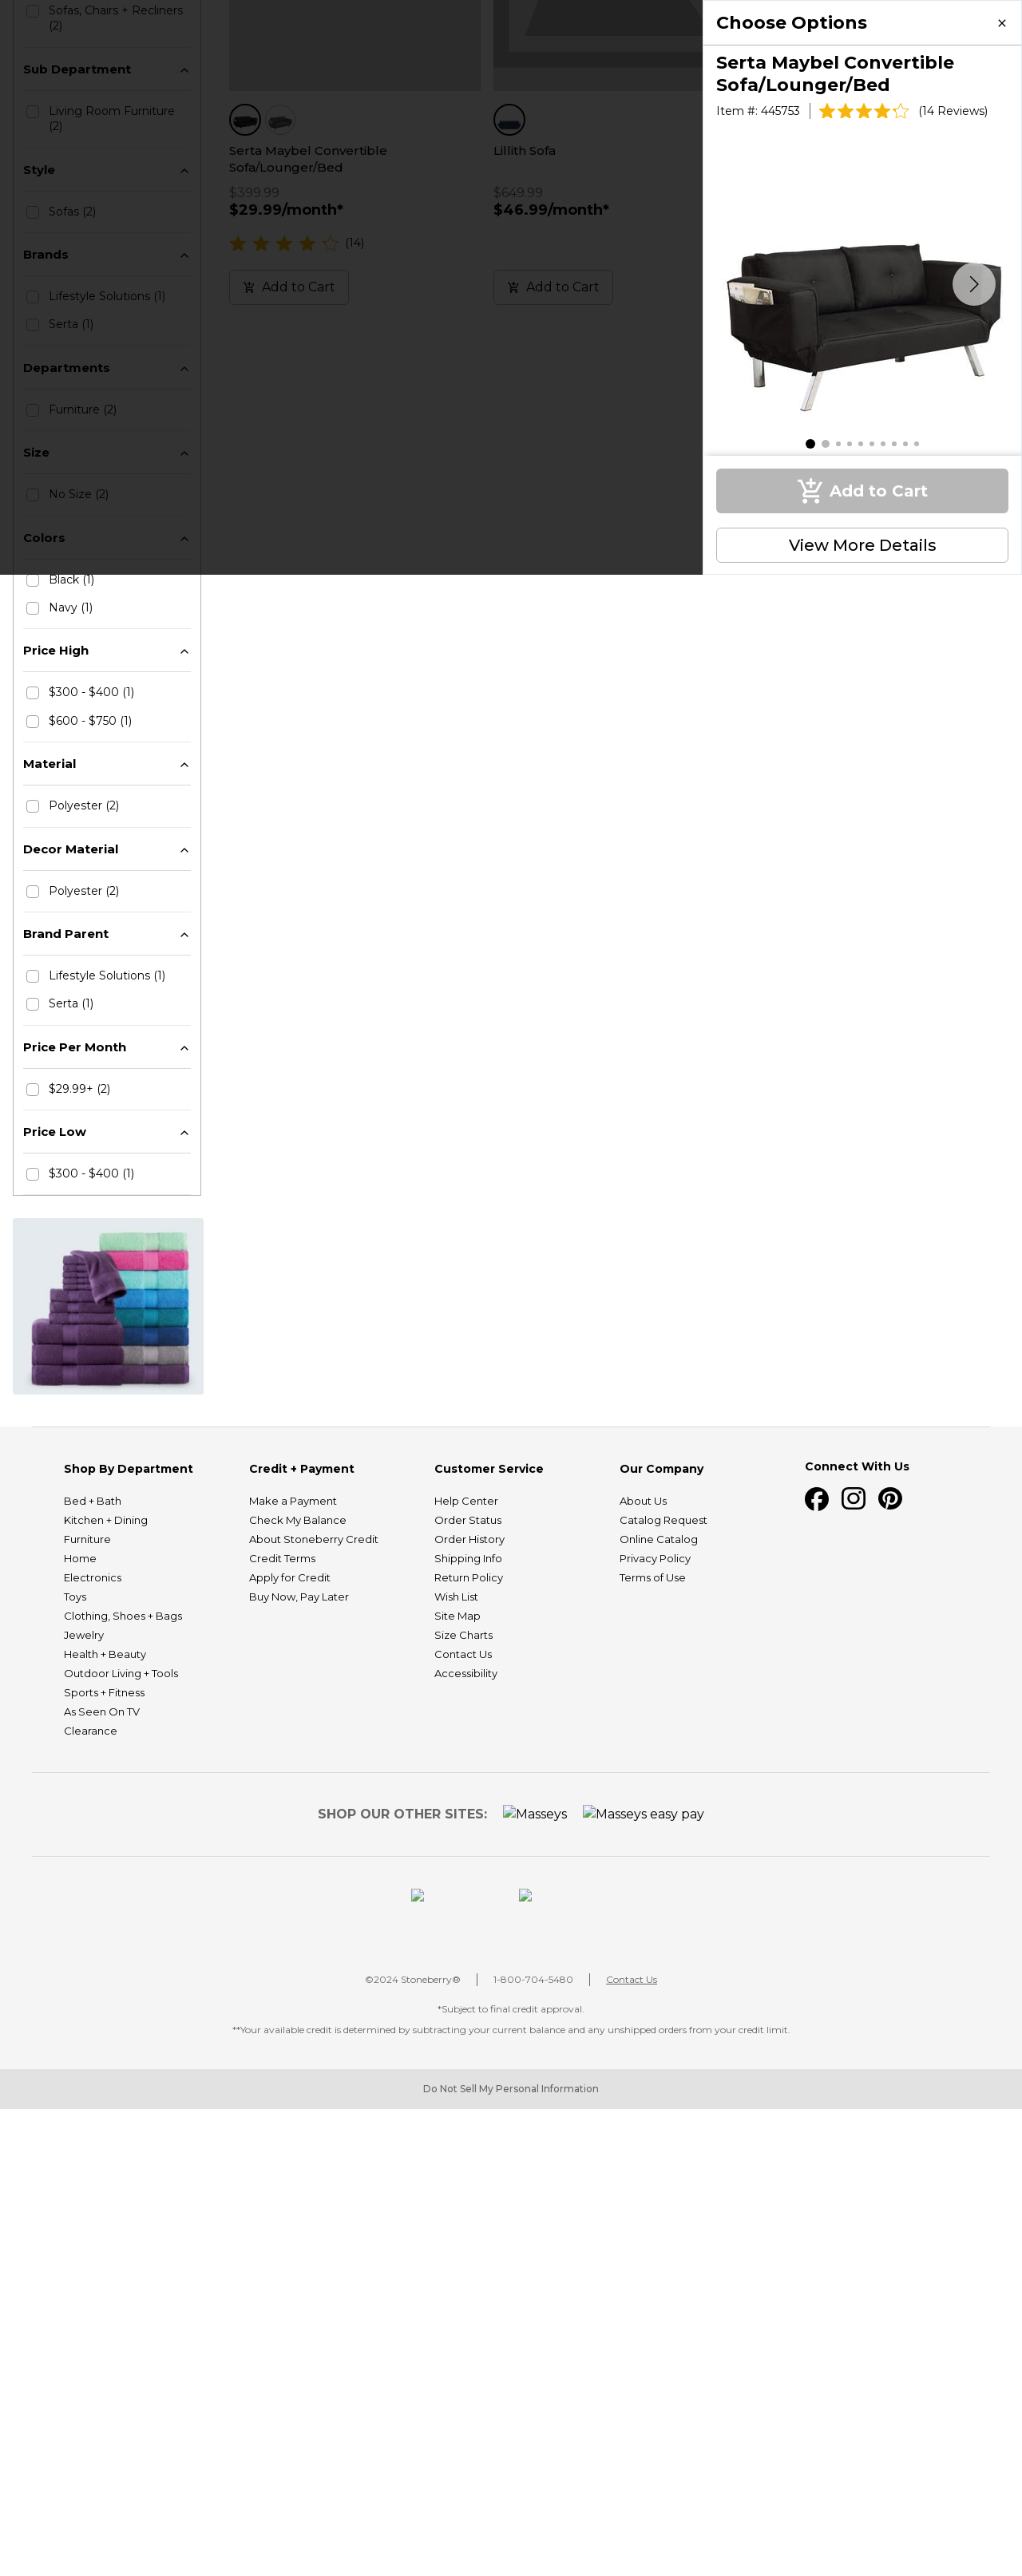 Sofas, Chairs + Recliners
(2)
Sub Department
Living Room Furniture
(2)
Style
Sofas (2)
Brands
Lifestyle Solutions (1)
Serta (1)
Departments
Furniture (2)
Size
No Size (2)
Colors
Black (1)
Navy (1)
Price High
$300 - $400 (1)
$600 - $750 (1)
Material
Polyester (2)
Decor Material
Polyester (2)
Brand Parent
Lifestyle Solutions (1)
Serta (1)
Price Per Month
$29.99+ (2)
Price Low
$300 - $400 (1)
Serta Maybel Convertible
Sofa/Lounger/Bed
$399.99
$29.99/month*
(14)
Add to Cart
Lillith Sofa
$649.99
$46.99/month*
Add to Cart
Choose Options
×
Serta Maybel Convertible
Sofa/Lounger/Bed
Item #: 445753
(14 Reviews)
Add to Cart
View More Details
Shop By Department
Bed + Bath
Kitchen + Dining
Furniture
Home
Electronics
Toys
Clothing, Shoes + Bags
Jewelry
Health + Beauty
Outdoor Living + Tools
Sports + Fitness
As Seen On TV
Clearance
Credit + Payment
Make a Payment
Check My Balance
About Stoneberry Credit
Credit Terms
Apply for Credit
Buy Now, Pay Later
Customer Service
Help Center
Order Status
Order History
Shipping Info
Return Policy
Wish List
Site Map
Size Charts
Contact Us
Accessibility
Our Company
About Us
Catalog Request
Online Catalog
Privacy Policy
Terms of Use
Connect With Us
SHOP OUR OTHER SITES: Masseys Masseys easy pay
©2024 Stoneberry® 1-800-704-5480 Contact Us
*Subject to final credit approval.
**Your available credit is determined by subtracting your current balance and any unshipped orders from your credit limit.
Do Not Sell My Personal Information